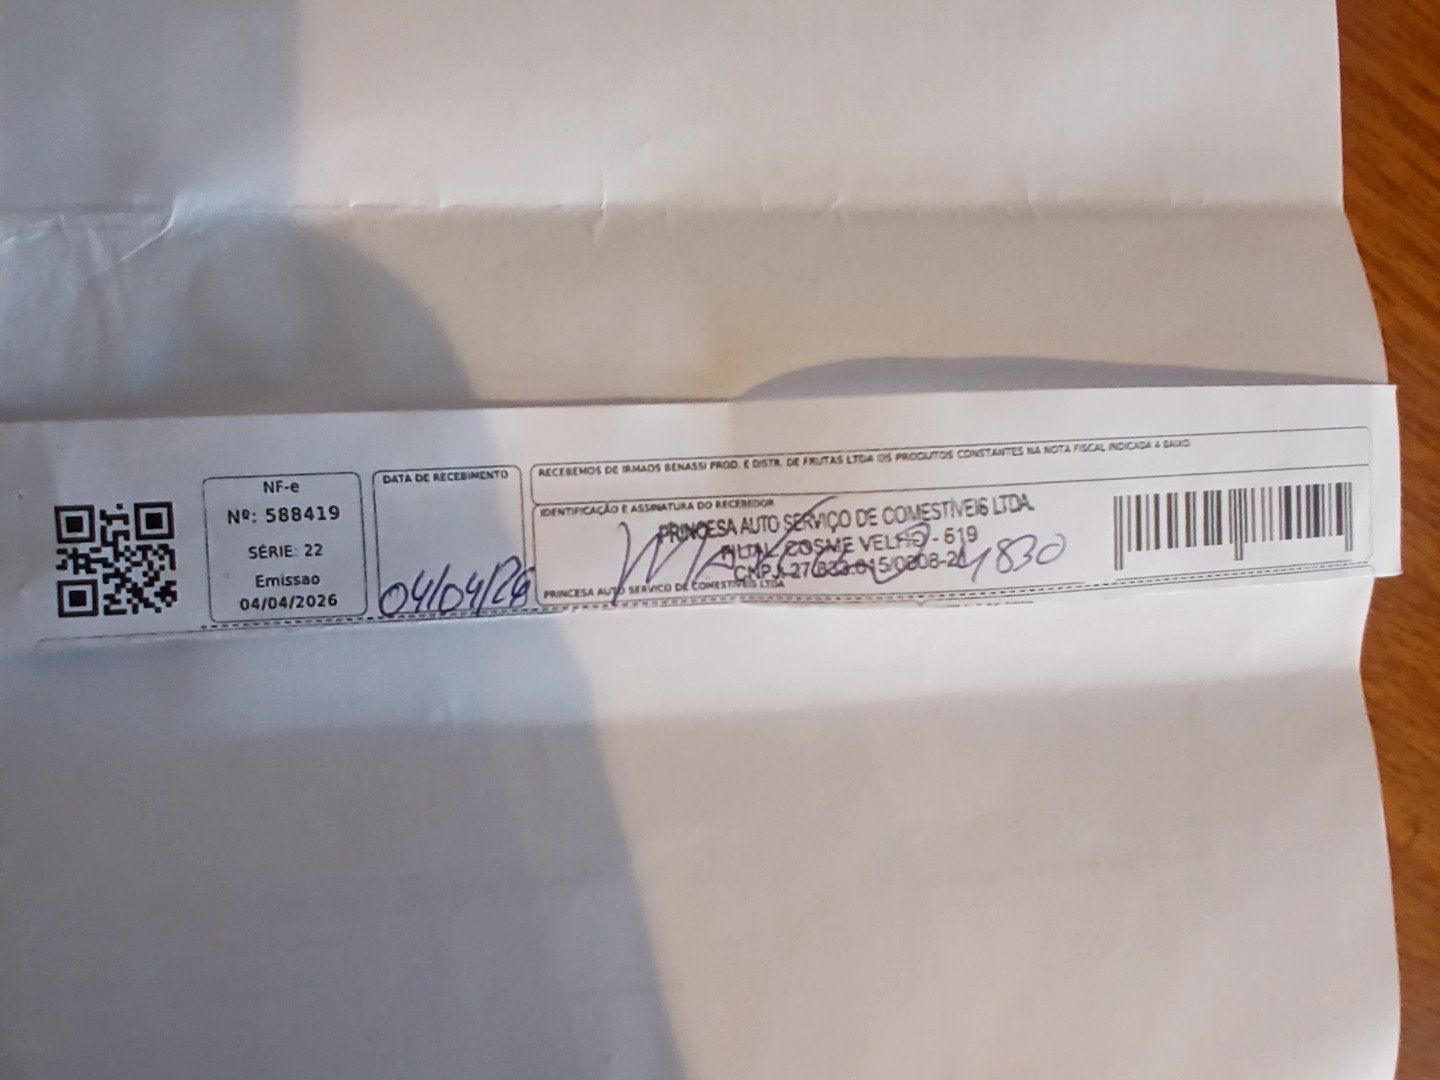 NF-e
Nº: 588419
SÉRIE: 22
Emissao
04/04/2026
DATA DE RECEBIMENTO
04/04/26
RECEBEMOS DE IRMAOS BENASSI PROD. E DISTR. DE FRUTAS LTDA OS PRODUTOS CONSTANTES NA NOTA FISCAL INDICADA A BAIXO.
IDENTIFICAÇÃO E ASSINATURA DO RECEBEDOR
PRINCESA AUTO SERVIÇO DE COMESTÍVEIS LTDA.
FILIAL COSME VELHO - 619
CNPJ
PRINCESA AUTO SERVICO DE COMESTIVEIS LTDA